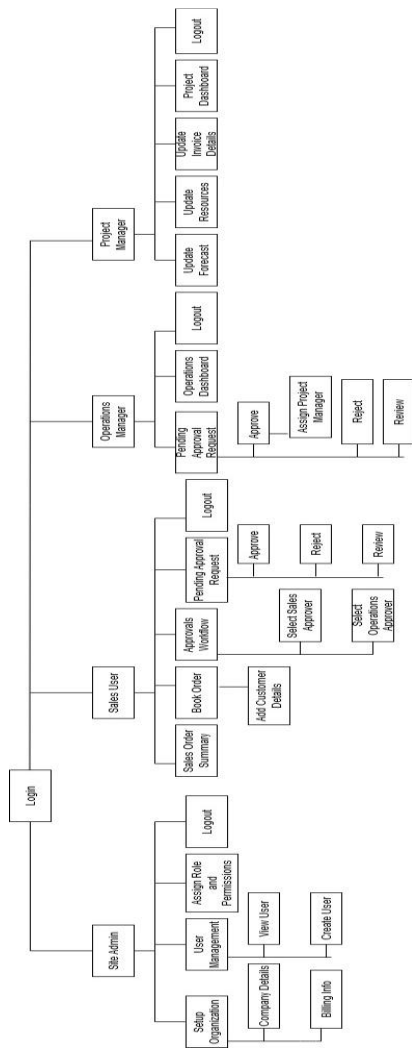 Login
Site Admin
Sales User
Operations
Manager
Project
Manager
Setup
Organization
User
Management
Assign Role
and
Permissions
Logout
Sales Order
Summary
Book Order
Approvals
Workflow
Pending Approval
Request
Logout
Pending
Approval
Request
Operations
Dashboard
Logout
Update
Forecast
Update
Resources
Update
Invoice
Details
Project
Dashboard
Logout
Company Details
Billing Info
View User
Create User
Add Customer
Details
Select Sales
Approver
Select
Operations
Approver
Approve
Reject
Review
Approve
Assign Project
Manager
Reject
Review